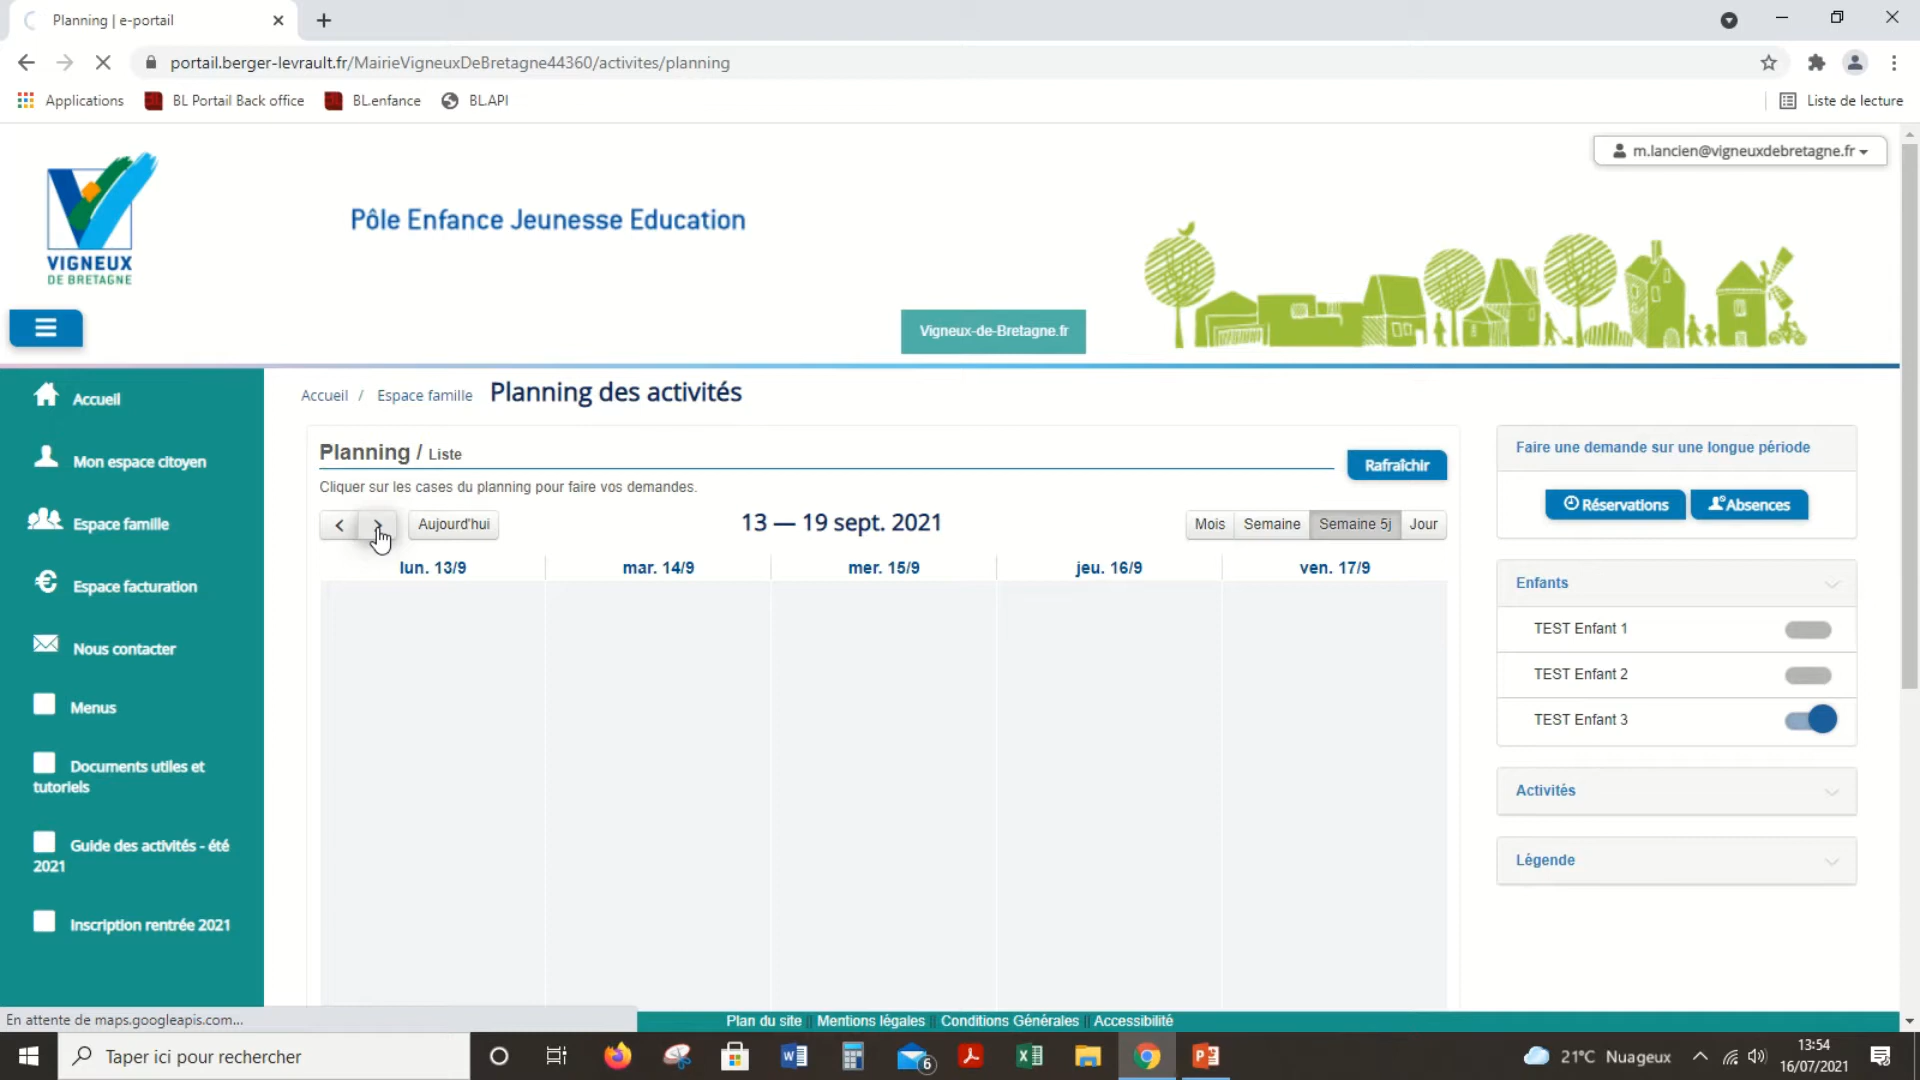 Planning | e-portail
portail.berger-levrault.fr/MairieVigneuxDeBretagne44360/activites/planning
Applications
BL Portail Back office
BL.enfance
BL.API
Liste de lecture
m.lancien@vigneuxdebretagne.fr
VIGNEUX
DE BRETAGNE
Pôle Enfance Jeunesse Education
Vigneux-de-Bretagne.fr
Accueil
Mon espace citoyen
Espace famille
Espace facturation
Nous contacter
Menus
Documents utiles et
tutoriels
Guide des activités - été
2021
Inscription rentrée 2021
Accueil / Espace famille Planning des activités
Planning / Liste
Rafraîchir
Cliquer sur les cases du planning pour faire vos demandes.
Aujourd'hui
13 — 19 sept. 2021
Mois Semaine Semaine 5j Jour
lun. 13/9 mar. 14/9 mer. 15/9 jeu. 16/9 ven. 17/9
Faire une demande sur une longue période
Réservations
Absences
Enfants
TEST Enfant 1
TEST Enfant 2
TEST Enfant 3
Activités
Légende
En attente de maps.googleapis.com...
Plan du site || Mentions légales || Conditions Générales || Accessibilité
Taper ici pour rechercher
6
21°C Nuageux
13:54
16/07/2021